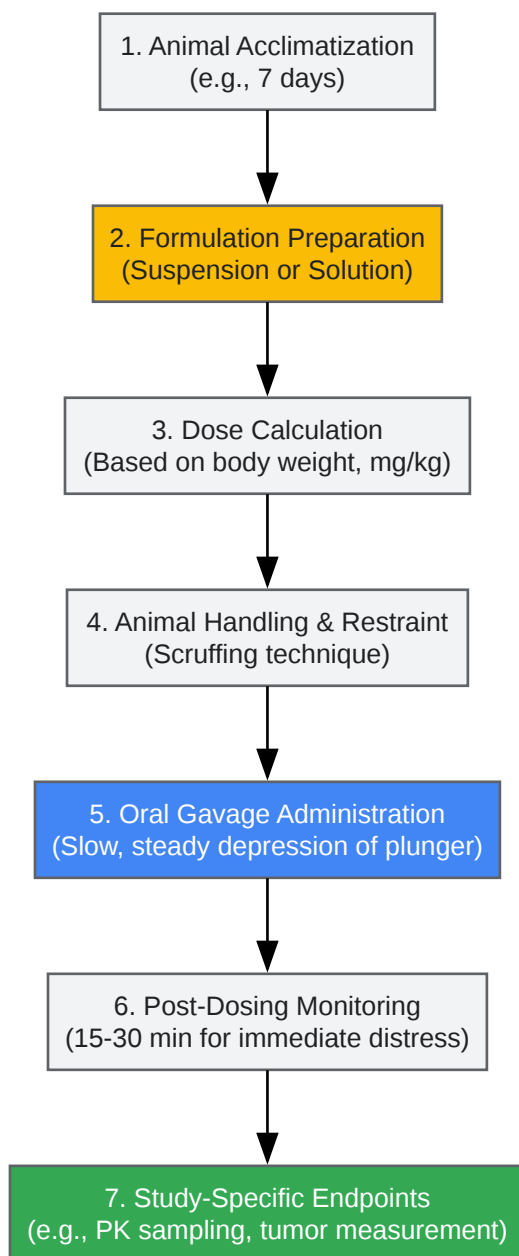 1. Animal Acclimatization
(e.g., 7 days)
2. Formulation Preparation
(Suspension or Solution)
3. Dose Calculation
(Based on body weight, mg/kg)
4. Animal Handling & Restraint
(Scruffing technique)
5. Oral Gavage Administration
(Slow, steady depression of plunger)
6. Post-Dosing Monitoring
(15-30 min for immediate distress)
7. Study-Specific Endpoints
(e.g., PK sampling, tumor measurement)